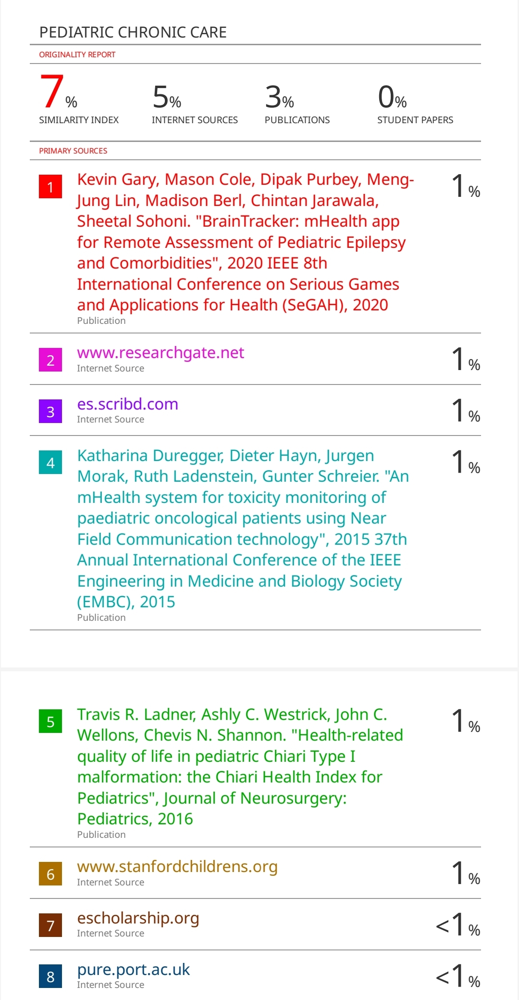 PEDIATRIC CHRONIC CARE
ORIGINALITY REPORT
7%
5%
3%
0%
SIMILARITY INDEX
INTERNET SOURCES
PUBLICATIONS
STUDENT PAPERS
PRIMARY SOURCES
1
Kevin Gary, Mason Cole, Dipak Purbey, Meng-
Jung Lin, Madison Berl, Chintan Jarawala,
Sheetal Sohoni. "BrainTracker: mHealth app
for Remote Assessment of Pediatric Epilepsy
and Comorbidities", 2020 IEEE 8th
International Conference on Serious Games
and Applications for Health (SeGAH), 2020
Publication
1%
2
www.researchgate.net
Internet Source
1%
3
es.scribd.com
Internet Source
1%
4
Katharina Duregger, Dieter Hayn, Jurgen
Morak, Ruth Ladenstein, Gunter Schreier. "An
mHealth system for toxicity monitoring of
paediatric oncological patients using Near
Field Communication technology", 2015 37th
Annual International Conference of the IEEE
Engineering in Medicine and Biology Society
(EMBC), 2015
Publication
1%
5
Travis R. Ladner, Ashly C. Westrick, John C.
Wellons, Chevis N. Shannon. "Health-related
quality of life in pediatric Chiari Type I
malformation: the Chiari Health Index for
Pediatrics", Journal of Neurosurgery:
Pediatrics, 2016
Publication
1%
6
www.stanfordchildrens.org
Internet Source
1%
7
escholarship.org
Internet Source
<1%
8
pure.port.ac.uk
Internet Source
<1%